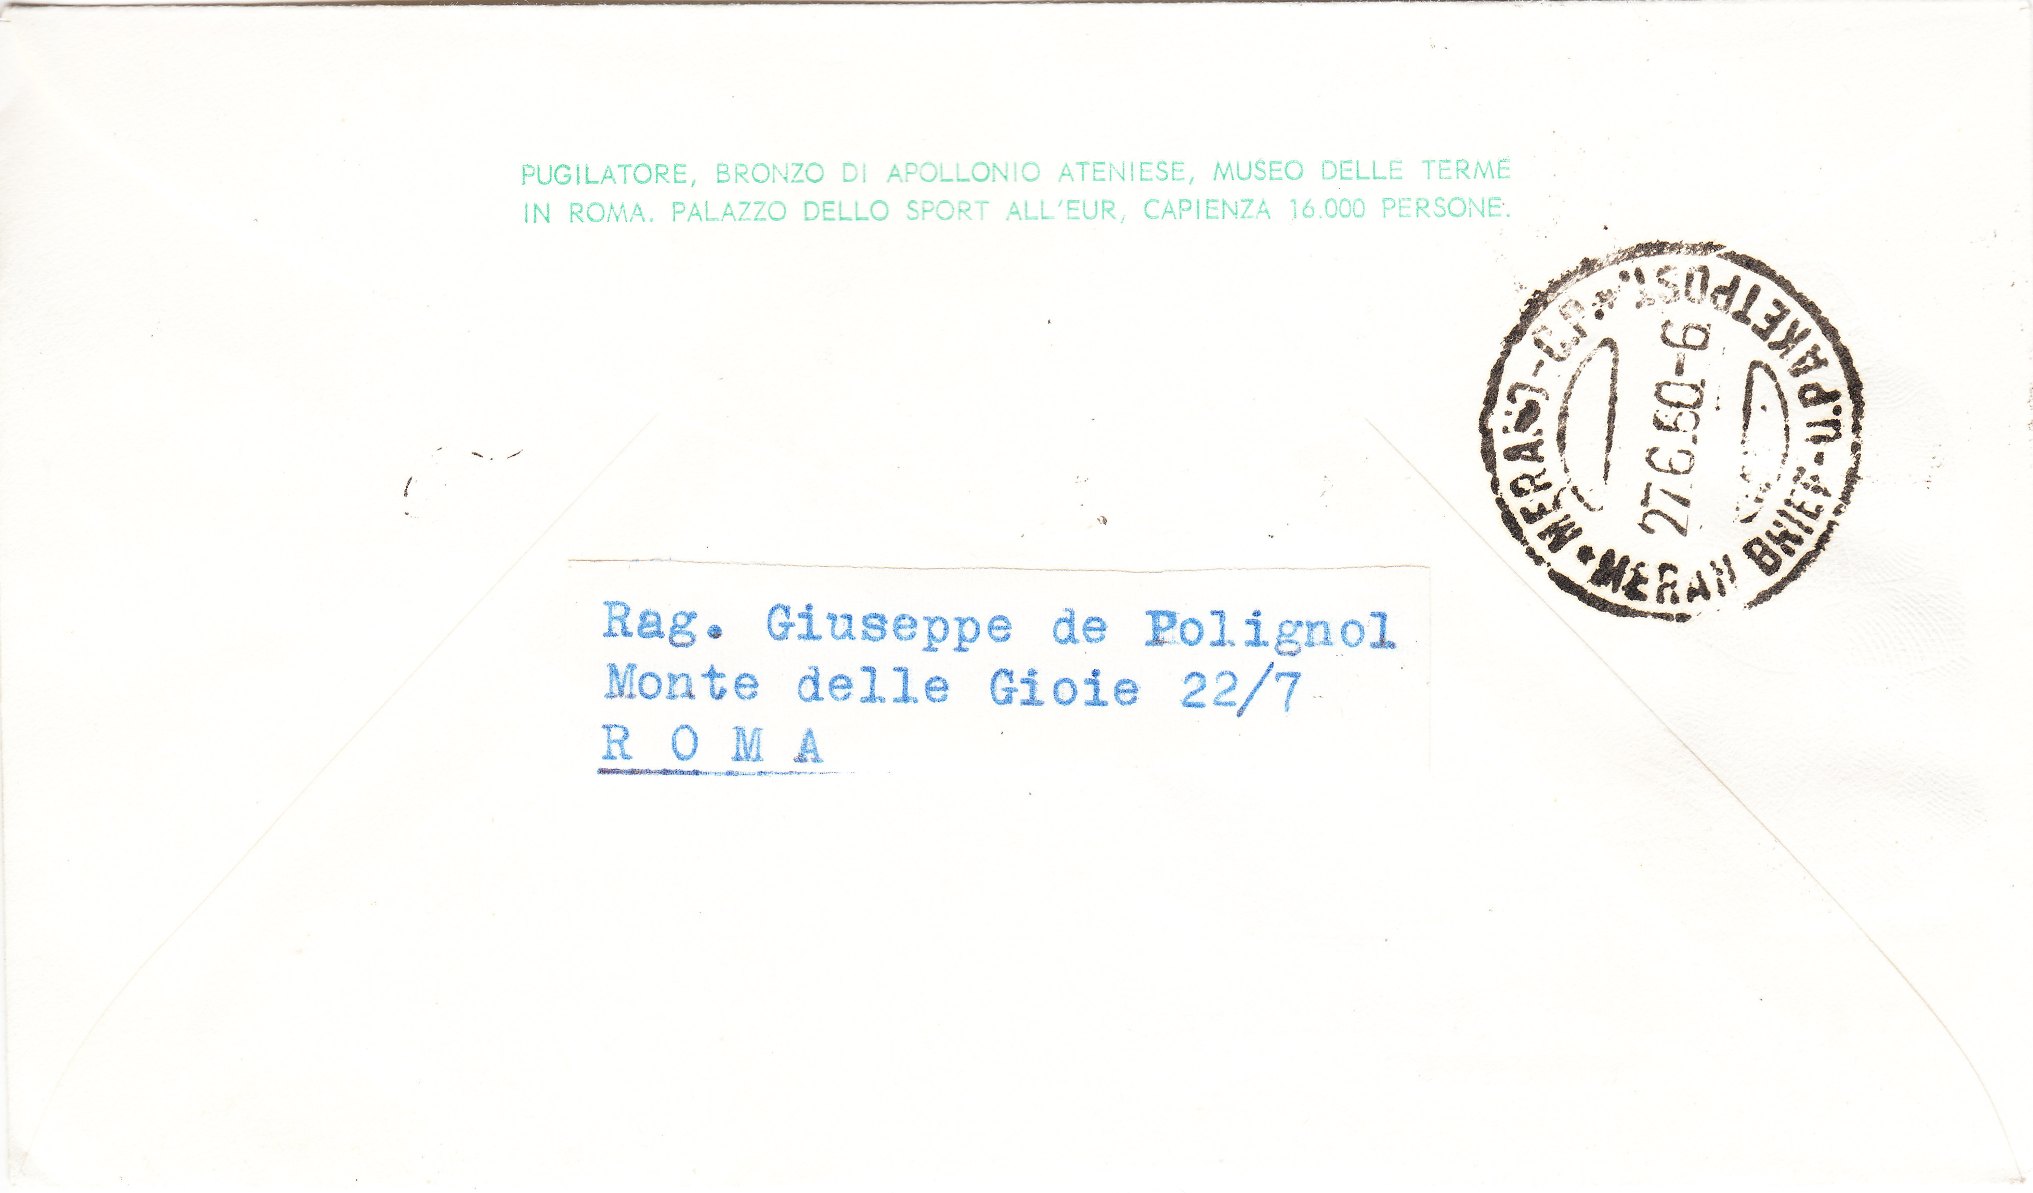 PUGILATORE, BRONZO DI APOLLONIO ATENIESE, MUSEO DELLE TERME
IN ROMA. PALAZZO DELLO SPORT ALL'EUR, CAPIENZA 16.000 PERSONE.
MERANO-C.P.
27.6.60.-6
MERAN BRIEF-U.PAKETPOST.
Rag. Giuseppe de Polignol
Monte delle Gioie 22/7
R O M A